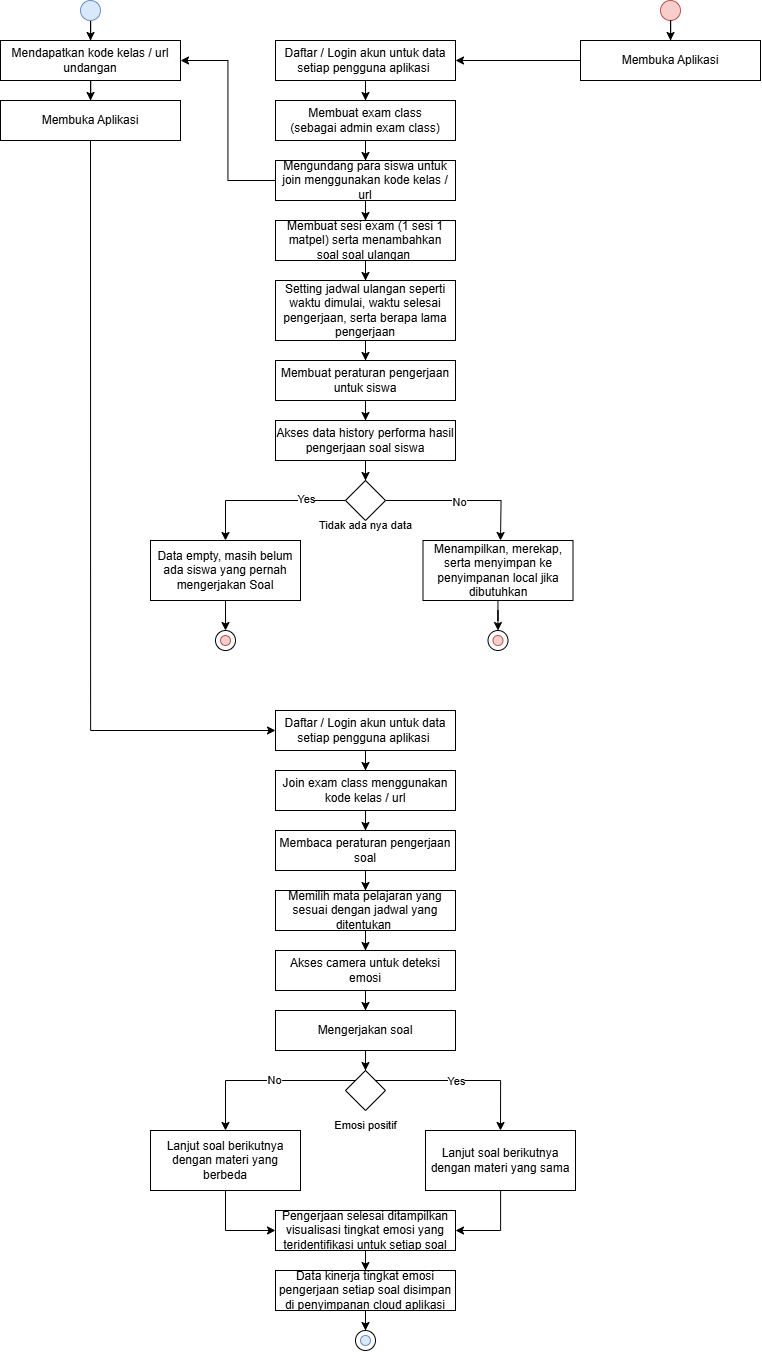 Mendapatkan kode kelas / url
undangan
Daftar / Login akun untuk data
setiap pengguna aplikasi
Membuka Aplikasi
Membuka Aplikasi
Membuat exam class
(sebagai admin exam class)
Mengundang para siswa untuk
join menggunakan kode kelas /
url
Membuat sesi exam (1 sesi 1
matpel) serta menambahkan
soal soal ulangan
Setting jadwal ulangan seperti
waktu dimulai, waktu selesai
pengerjaan, serta berapa lama
pengerjaan
Membuat peraturan pengerjaan
untuk siswa
Akses data history performa hasil
pengerjaan soal siswa
Yes
No
Tidak ada nya data
Data empty, masih belum
ada siswa yang pernah
mengerjakan Soal
Menampilkan, merekap,
serta menyimpan ke
penyimpanan local jika
dibutuhkan
Daftar / Login akun untuk data
setiap pengguna aplikasi
Join exam class menggunakan
kode kelas / url
Membaca peraturan pengerjaan
soal
Memilih mata pelajaran yang
sesuai dengan jadwal yang
ditentukan
Akses camera untuk deteksi
emosi
Mengerjakan soal
No
Yes
Emosi positif
Lanjut soal berikutnya
dengan materi yang
berbeda
Lanjut soal berikutnya
dengan materi yang sama
Pengerjaan selesai ditampilkan
visualisasi tingkat emosi yang
teridentifikasi untuk setiap soal
Data kinerja tingkat emosi
pengerjaan setiap soal disimpan
di penyimpanan cloud aplikasi